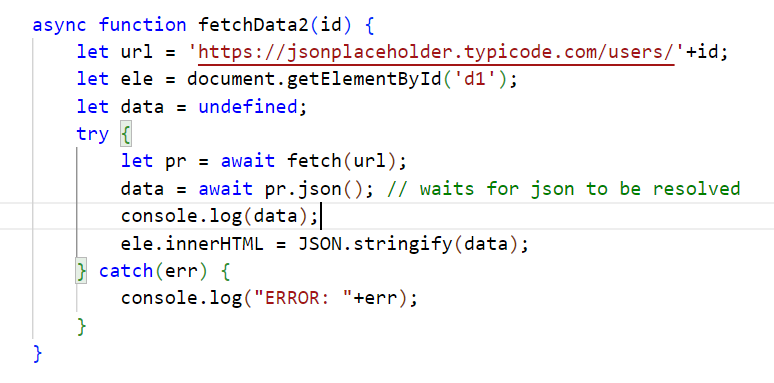 async function fetchData2(id) {
    let url = 'https://jsonplaceholder.typicode.com/users/'+id;
    let ele = document.getElementById('d1');
    let data = undefined;
    try {
        let pr = await fetch(url);
        data = await pr.json(); // waits for json to be resolved
        console.log(data);
        ele.innerHTML = JSON.stringify(data);
    } catch(err) {
        console.log("ERROR: "+err);
    }
}